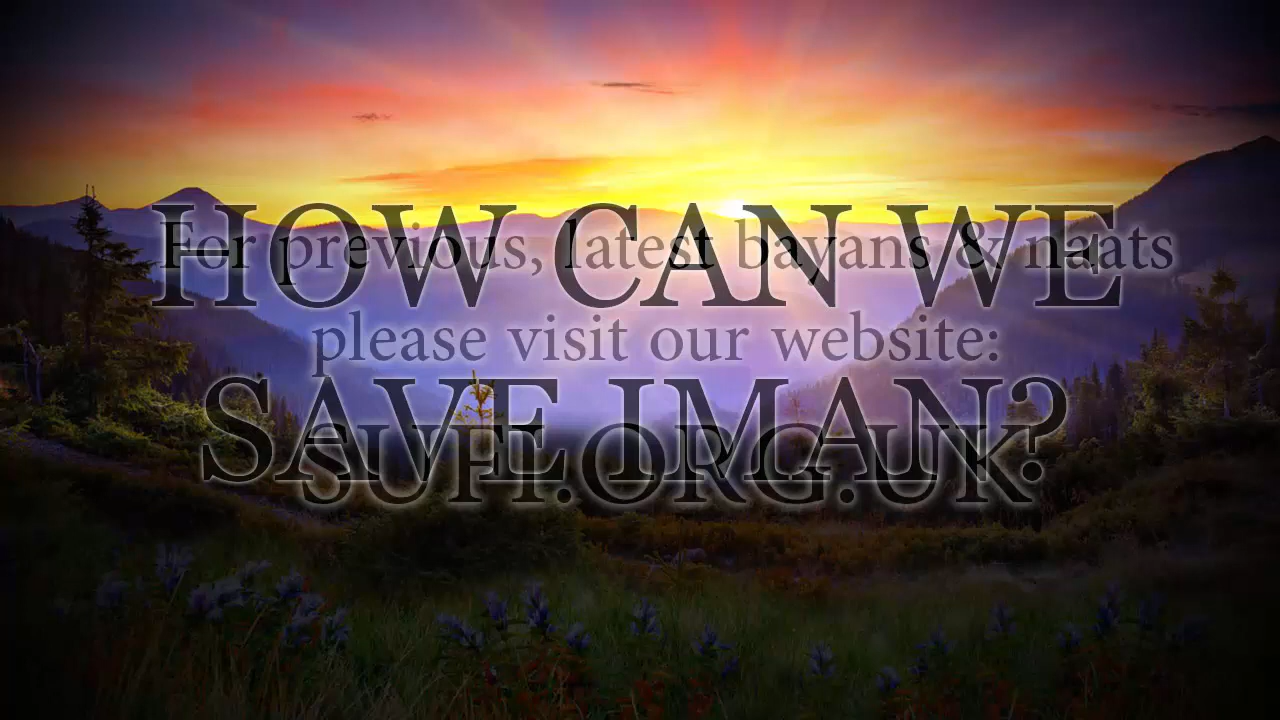 HOW CAN WE
For previous, latest bayans & naats
please visit our website:
SAVE IMAN?
SUFI.ORG.UK